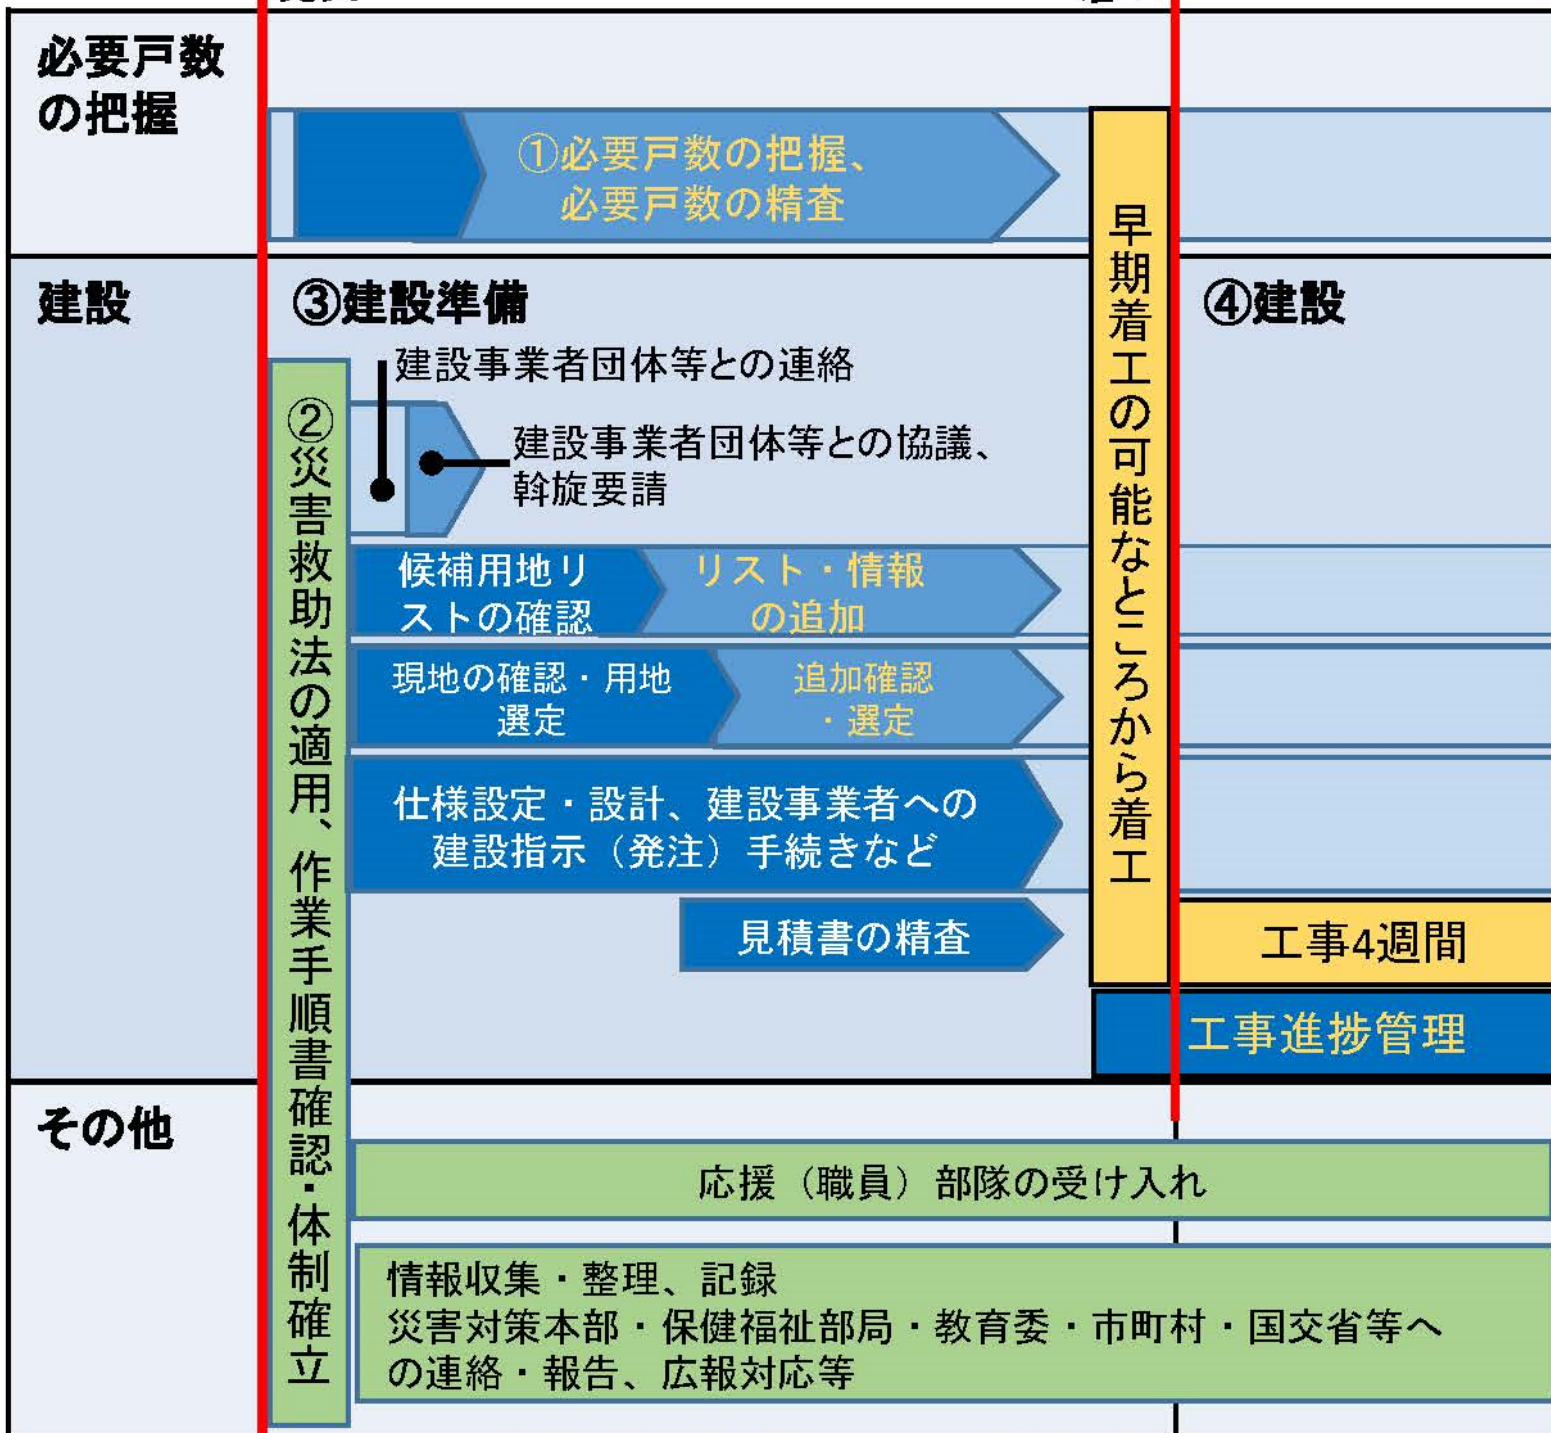 必要戸数
の把握
①必要戸数の把握、
必要戸数の精査
早期着工の可能なところから着工
建設
③建設準備
④建設
②災害救助法の適用、作業手順書確認・体制確立
建設事業者団体等との連絡
建設事業者団体等との協議、
斡旋要請
候補用地リ
ストの確認
リスト・情報
の追加
現地の確認・用地
選定
追加確認
・選定
仕様設定・設計、建設事業者への
建設指示（発注）手続きなど
見積書の精査
工事4週間
工事進捗管理
その他
応援（職員）部隊の受け入れ
情報収集・整理、記録
災害対策本部・保健福祉部局・教育委・市町村・国交省等へ
の連絡・報告、広報対応等